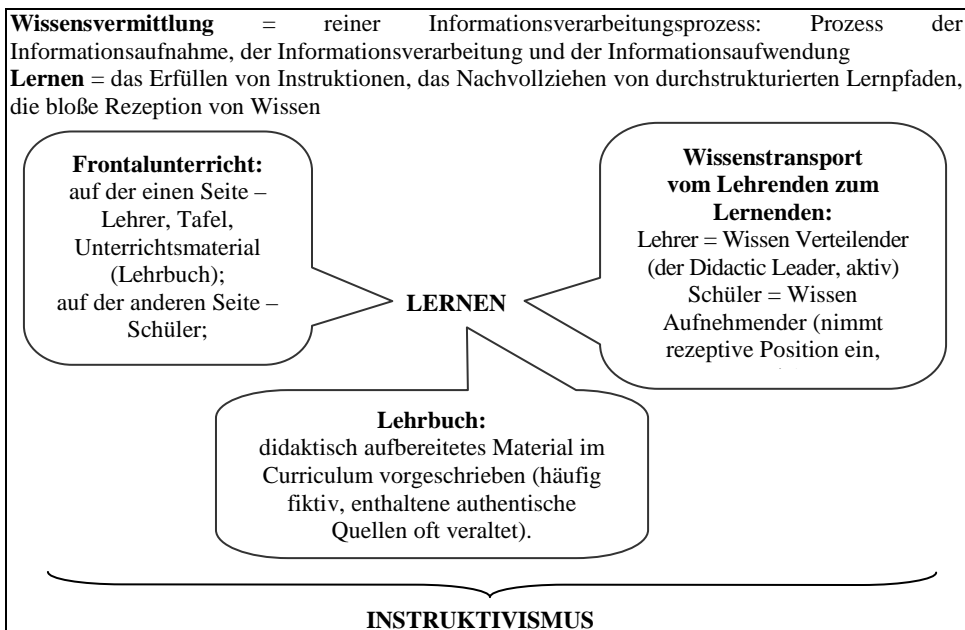 Wissensvermittlung = reiner Informationsverarbeitungsprozess: Prozess der
Informationsaufnahme, der Informationsverarbeitung und der Informationsaufwendung
Lernen = das Erfüllen von Instruktionen, das Nachvollziehen von durchstrukturierten Lernpfaden,
die bloße Rezeption von Wissen
Frontalunterricht:
auf der einen Seite –
Lehrer, Tafel,
Unterrichtsmaterial
(Lehrbuch);
auf der anderen Seite –
Schüler;
Wissenstransport
vom Lehrenden zum
Lernenden:
Lehrer = Wissen Verteilender
(der Didactic Leader, aktiv)
Schüler = Wissen
Aufnehmender (nimmt
rezeptive Position ein,
LERNEN
Lehrbuch:
didaktisch aufbereitetes Material im
Curriculum vorgeschrieben (häufig
fiktiv, enthaltene authentische
Quellen oft veraltet).
INSTRUKTIVISMUS